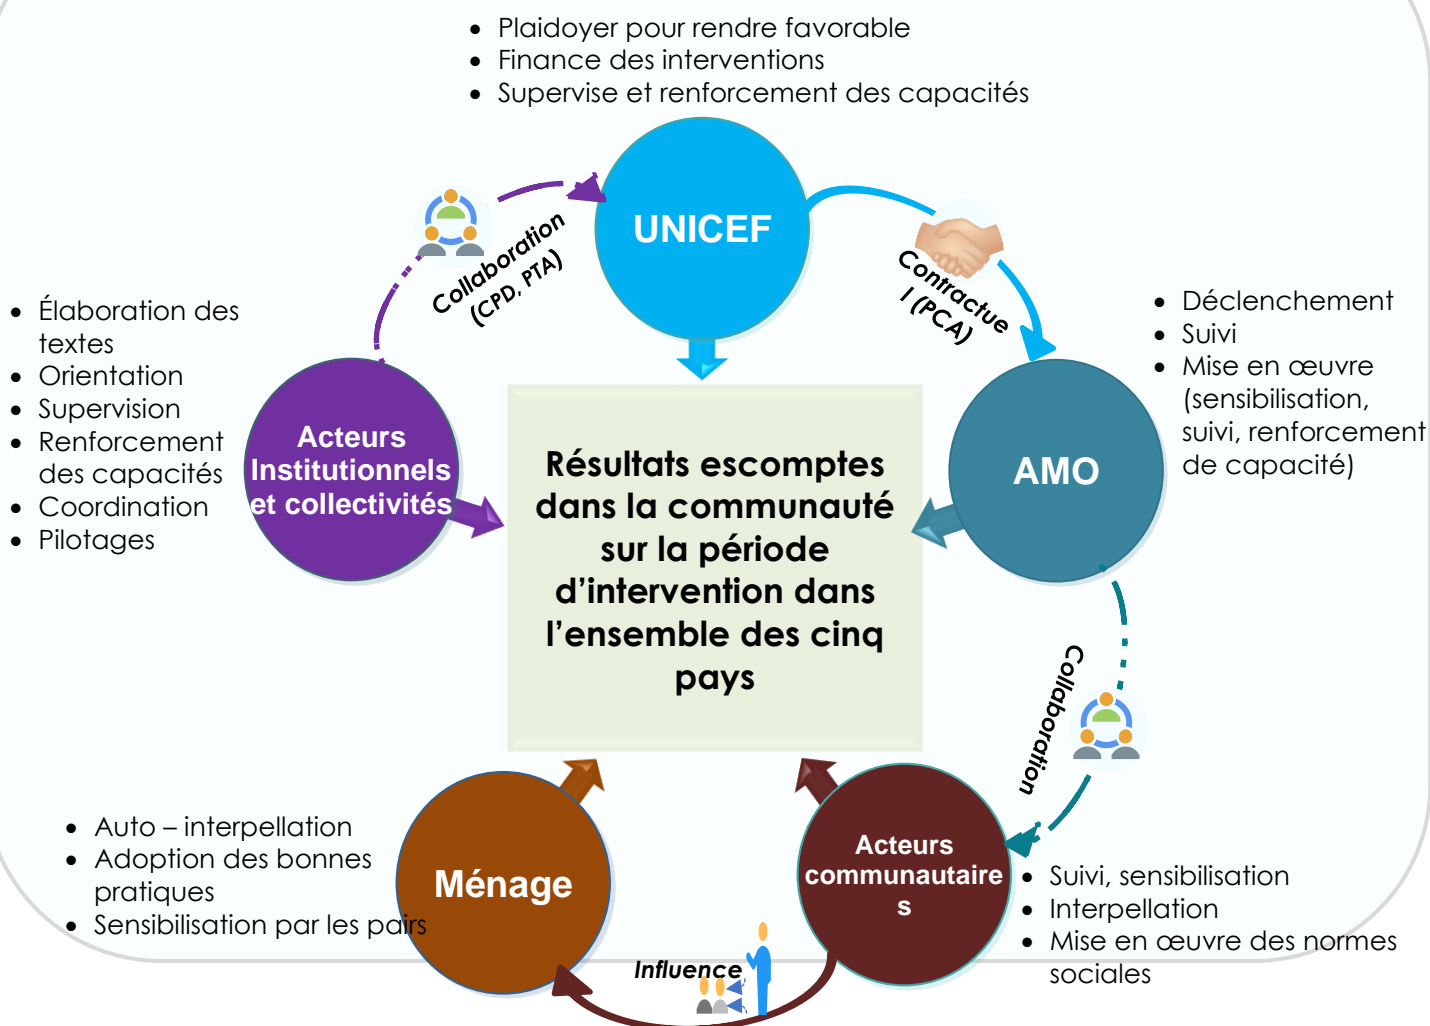 • Plaidoyer pour rendre favorable
• Finance des interventions
• Supervise et renforcement des capacités
UNICEF
Collaboration
(CPD, PTA)
Contractue
l (PCA)
• Élaboration des
textes
• Orientation
• Supervision
• Renforcement
des capacités
• Coordination
• Pilotages
Acteurs
Institutionnels
et collectivités
Résultats escomptes
dans la communauté
sur la période
d’intervention dans
l’ensemble des cinq
pays
AMO
• Déclenchement
• Suivi
• Mise en œuvre
(sensibilisation,
suivi, renforcement
de capacité)
Collaboration
• Auto – interpellation
• Adoption des bonnes
pratiques
• Sensibilisation par les pairs
Ménage
Influence
Acteurs
communautaire
s
• Suivi, sensibilisation
• Interpellation
• Mise en œuvre des normes
sociales